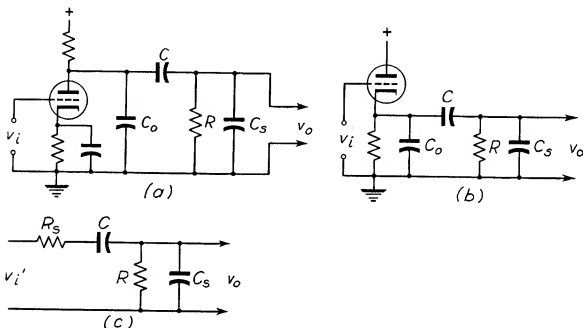 +
C
v_i
C_o
R
C_s
v_o
(a)
+
C
v_i
C_o
R
C_s
v_o
(b)
R_s
C
v_i'
R
C_s
v_o
(c)